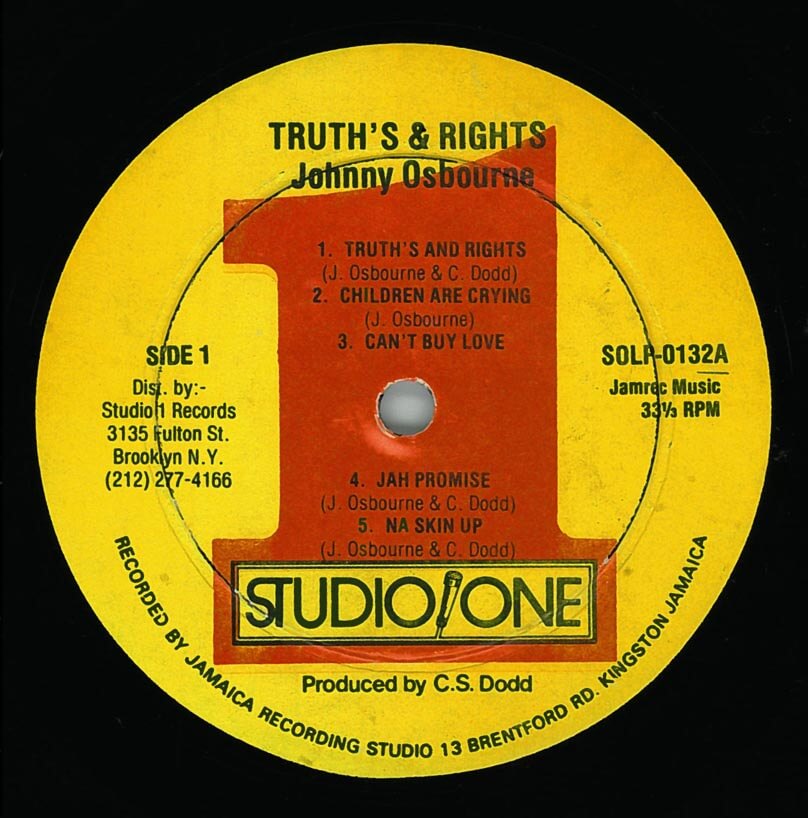 TRUTH'S & RIGHTS
Johnny Osbourne
1. TRUTH'S AND RIGHTS
(J. Osbourne & C. Dodd)
2. CHILDREN ARE CRYING
(J. Osbourne)
3. CAN'T BUY LOVE
SIDE 1
Dist. by:-
Studio 1 Records
3135 Fulton St.
Brooklyn N.Y.
(212) 277-4166
SOLP-0132A
Jamrec Music
33⅓ RPM
4. JAH PROMISE
(J. Osbourne & C. Dodd)
5. NA SKIN UP
(J. Osbourne & C. Dodd)
STUDIO ONE
Produced by C.S. Dodd
RECORDED BY JAMAICA RECORDING STUDIO 13 BRENTFORD RD. KINGSTON JAMAICA